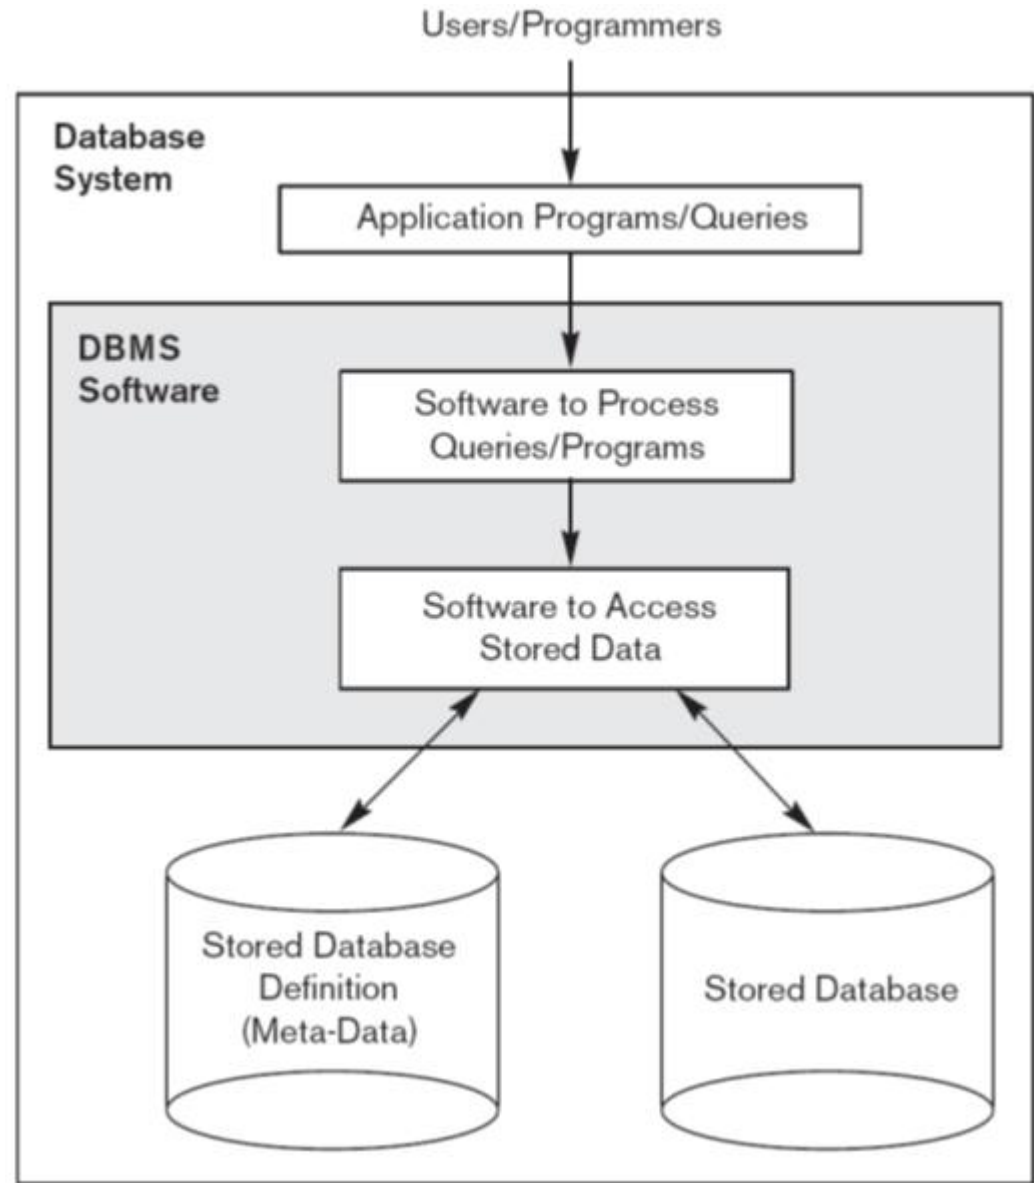 Users/Programmers
Database
System
Application Programs/Queries
DBMS
Software
Software to Process
Queries/Programs
Software to Access
Stored Data
Stored Database
Definition
(Meta-Data)
Stored Database